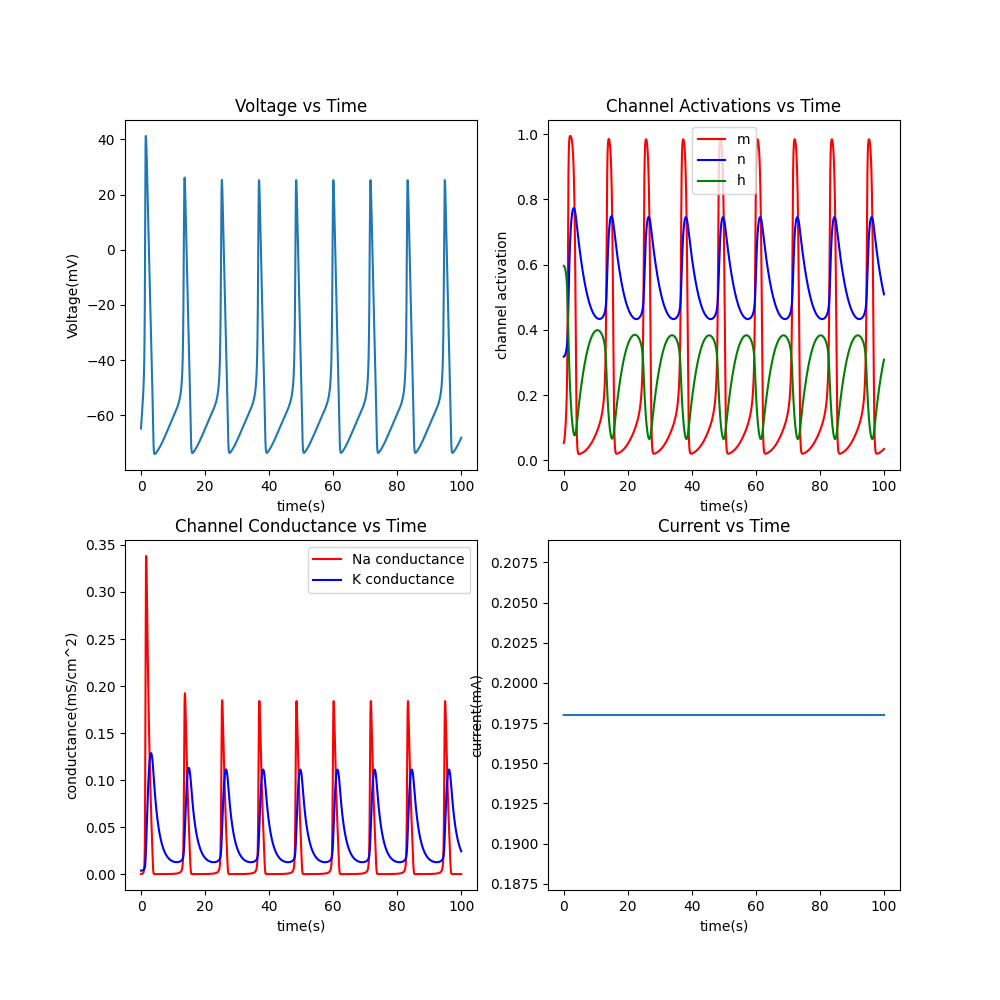 Voltage vs Time
40
20
0
−20
−40
−60
Voltage(mV)
0 20 40 60 80 100
time(s)
Channel Activations vs Time
m
n
h
1.0
0.8
0.6
0.4
0.2
0.0
channel activation
0 20 40 60 80 100
time(s)
Channel Conductance vs Time
Na conductance
K conductance
0.35
0.30
0.25
0.20
0.15
0.10
0.05
0.00
conductance(mS/cm^2)
0 20 40 60 80 100
time(s)
Current vs Time
0.2075
0.2050
0.2025
0.2000
0.1975
0.1950
0.1925
0.1900
0.1875
current(mA)
0 20 40 60 80 100
time(s)